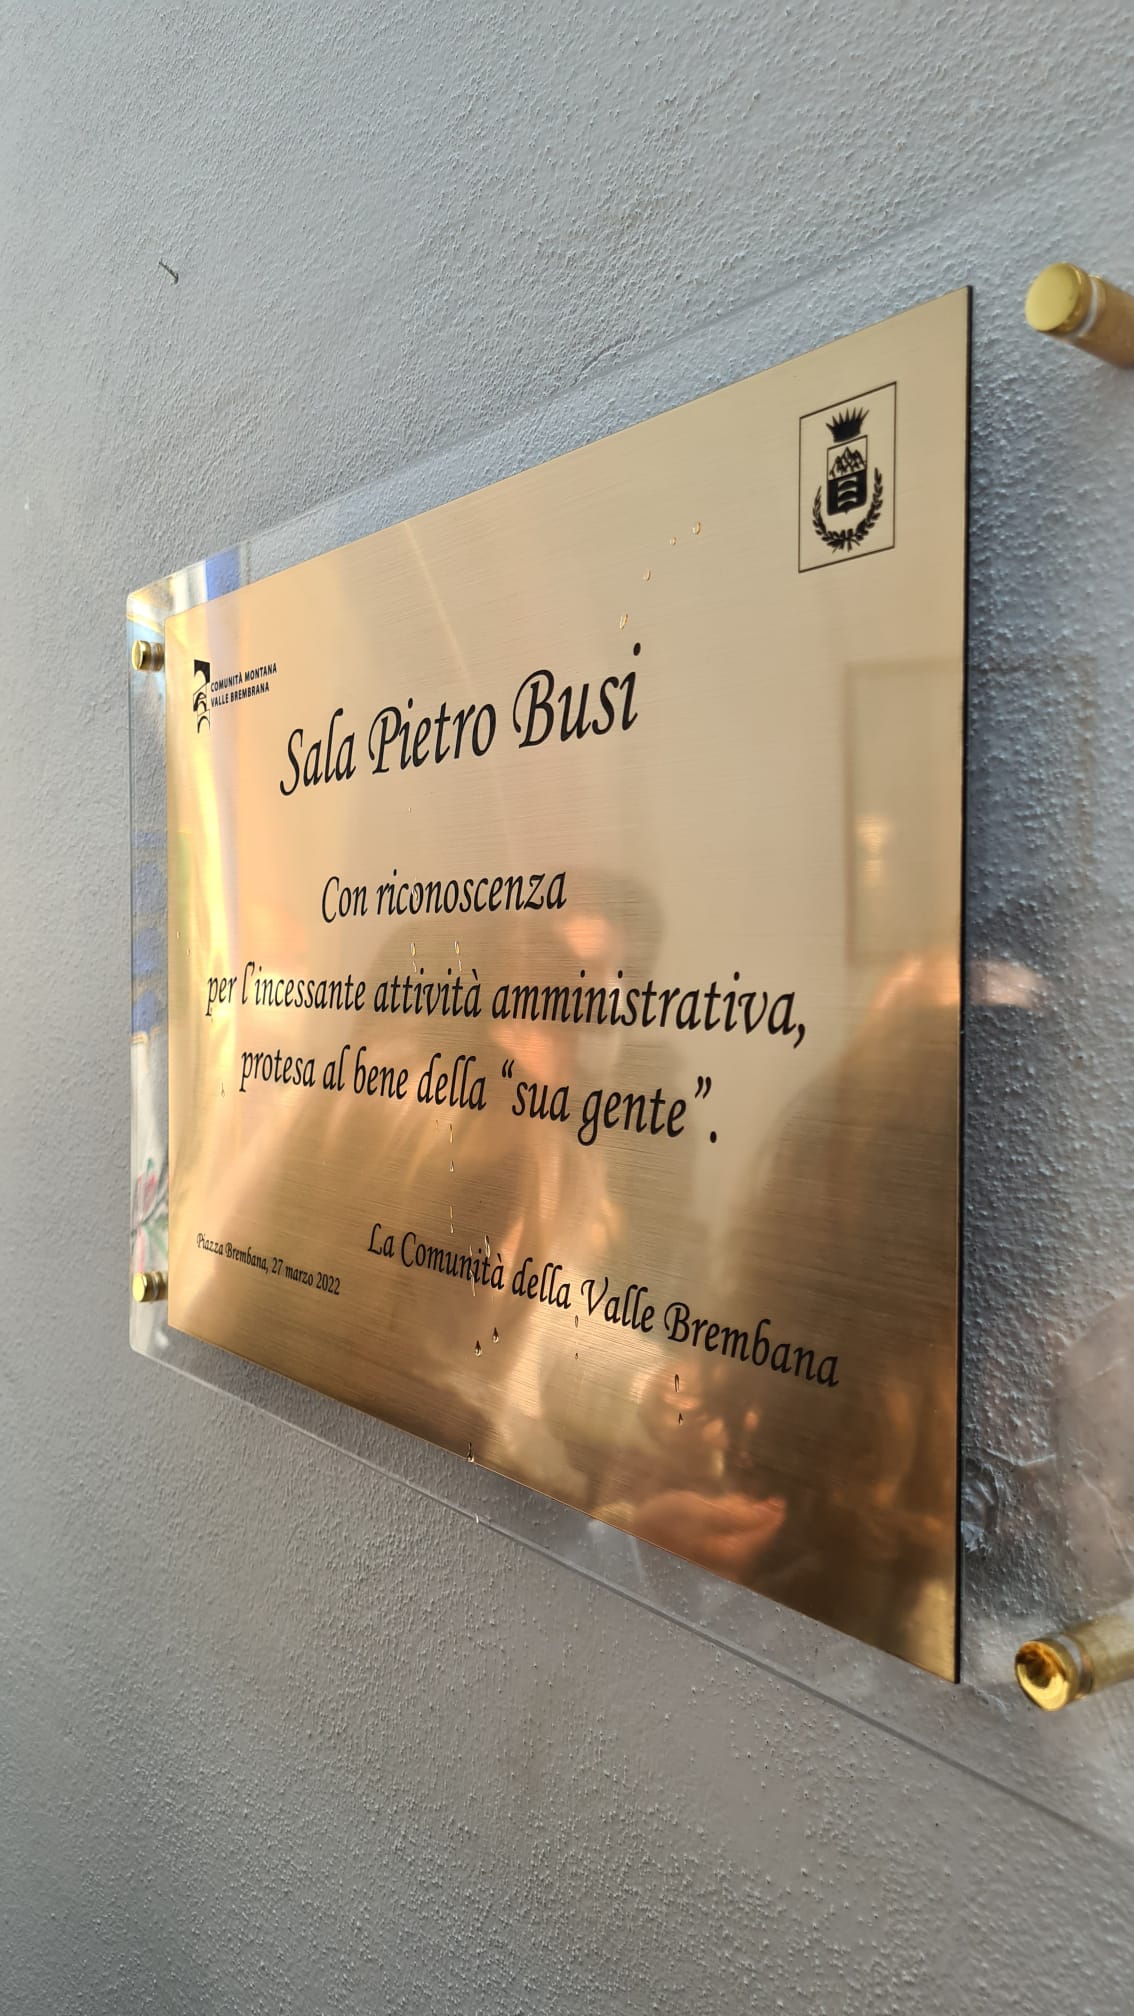 COMUNITÀ MONTANA
VALLE BREMBANA
Sala Pietro Busi
Con riconoscenza
per l'incessante attività amministrativa,
protesa al bene della “sua gente”.
La Comunità della Valle Brembana
Piazza Brembana, 27 marzo 2022